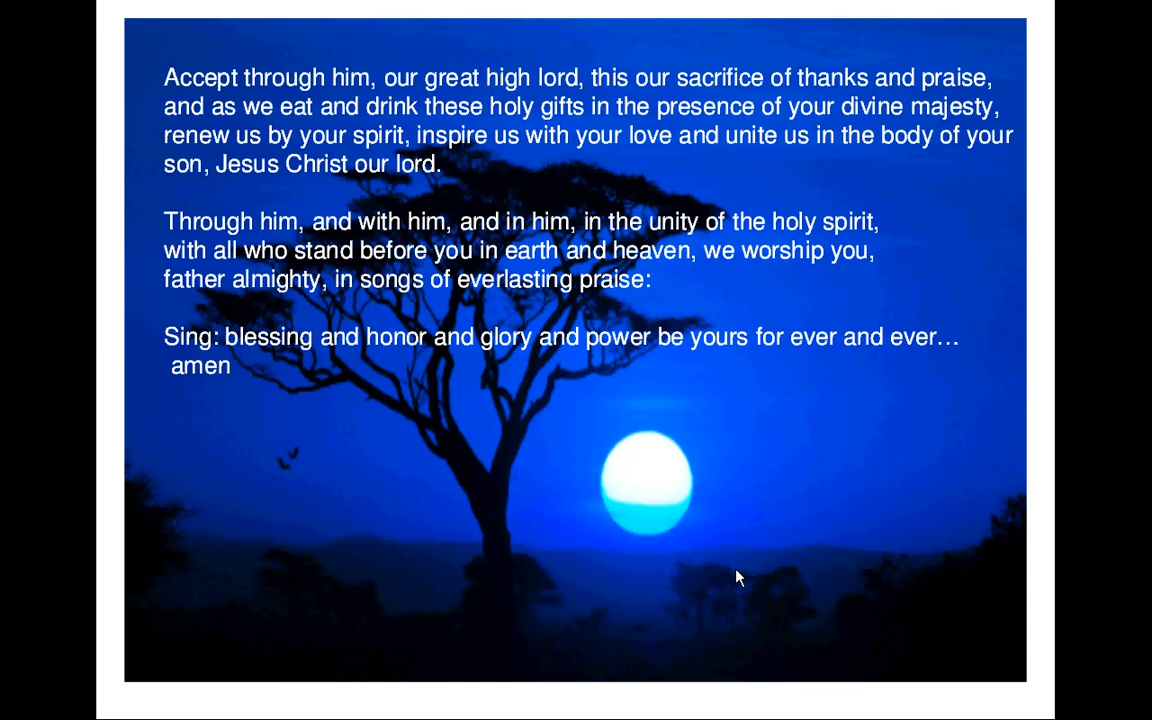 Accept through him, our great high lord, this our sacrifice of thanks and praise,
and as we eat and drink these holy gifts in the presence of your divine majesty,
renew us by your spirit, inspire us with your love and unite us in the body of your
son, Jesus Christ our lord.
Through him, and with him, and in him, in the unity of the holy spirit,
with all who stand before you in earth and heaven, we worship you,
father almighty, in songs of everlasting praise:
Sing: blessing and honor and glory and power be yours for ever and ever…
amen